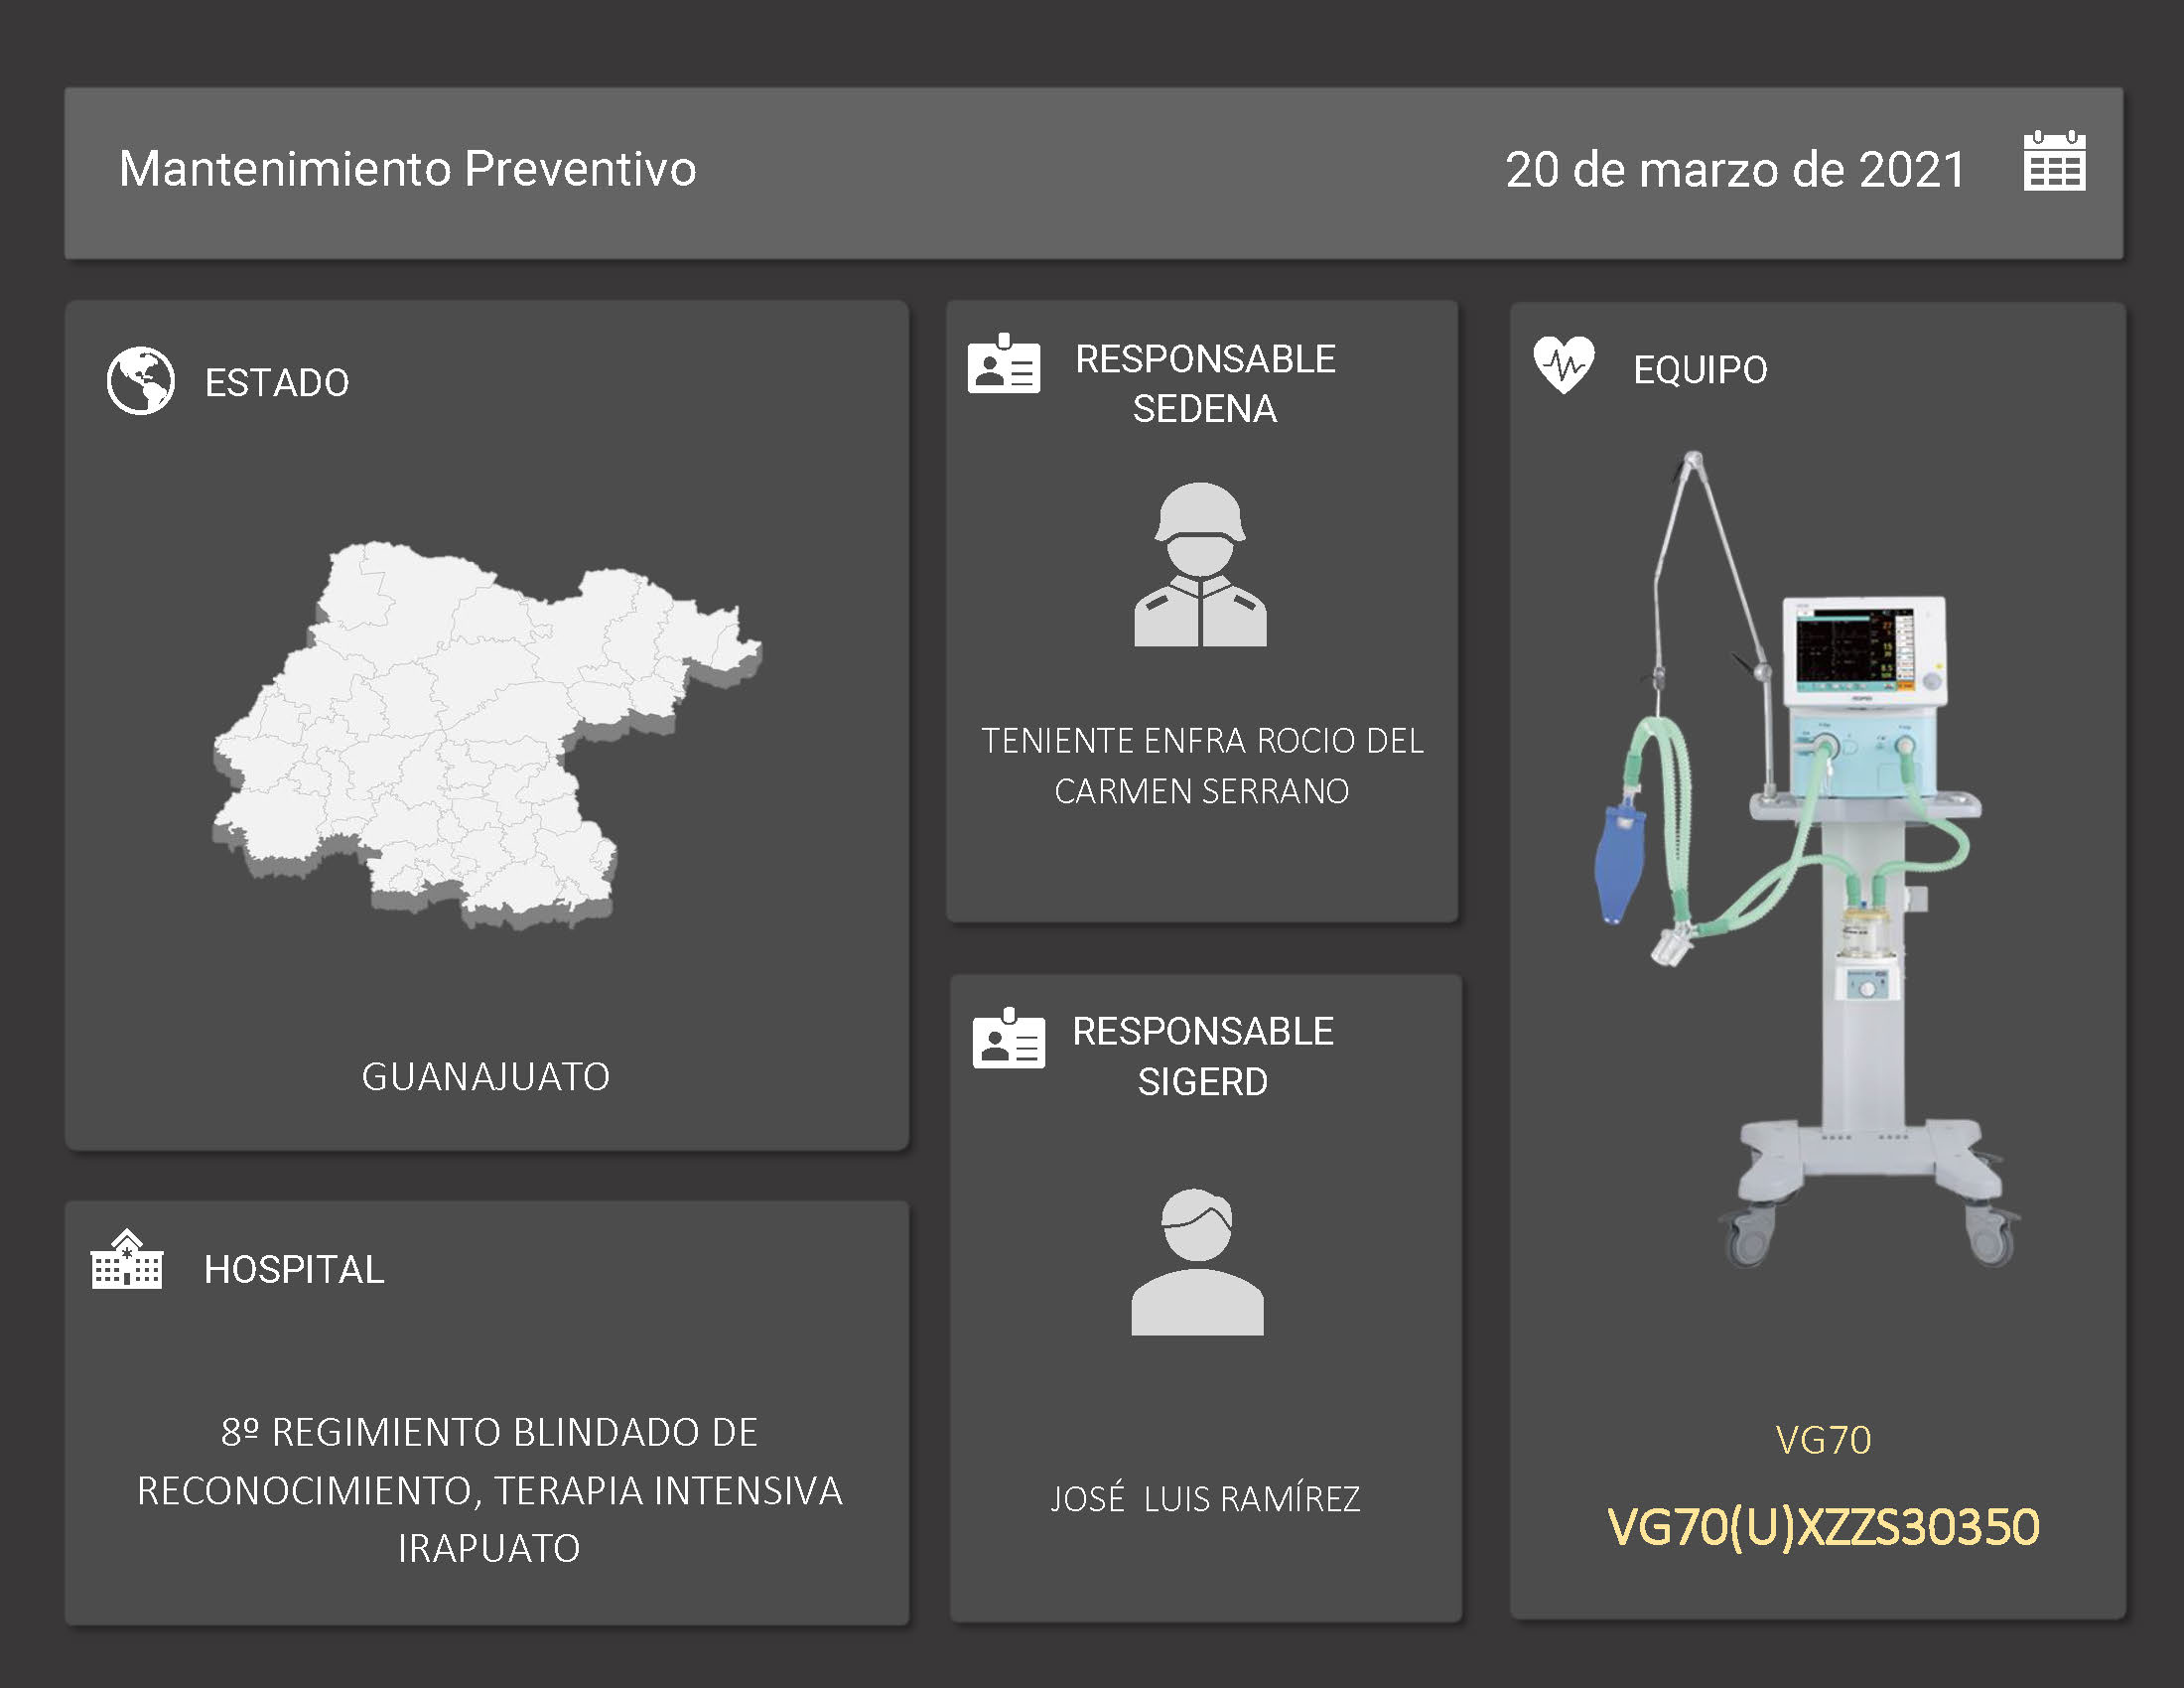 Mantenimiento Preventivo
20 de marzo de 2021
ESTADO
GUANAJUATO
HOSPITAL
8º REGIMIENTO BLINDADO DE
RECONOCIMIENTO, TERAPIA INTENSIVA
IRAPUATO
RESPONSABLE
SEDENA
TENIENTE ENFRA ROCIO DEL
CARMEN SERRANO
RESPONSABLE
SIGERD
JOSÉ LUIS RAMÍREZ
EQUIPO
VG70
VG70(U)XZZS30350